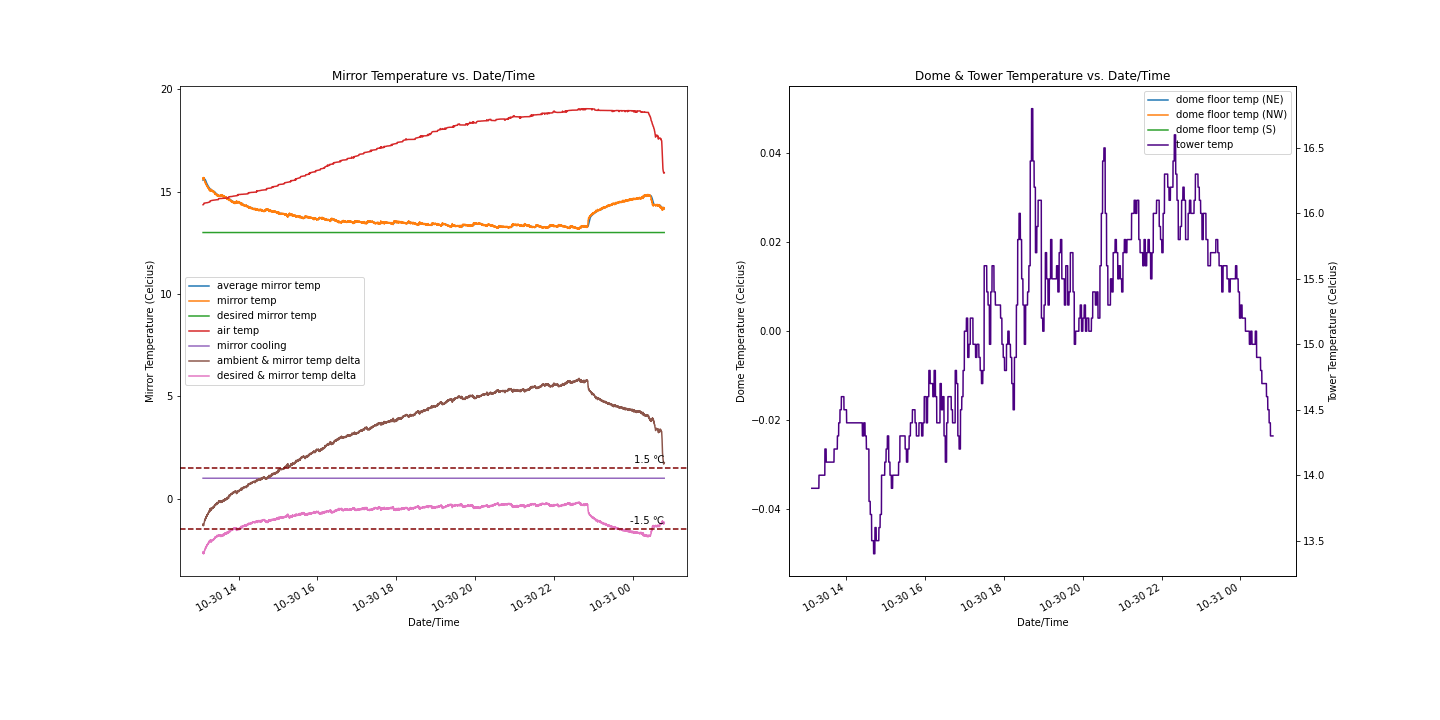 Mirror Temperature vs. Date/Time
20
15
10
5
0
Mirror Temperature (Celcius)
average mirror temp
mirror temp
desired mirror temp
air temp
mirror cooling
ambient & mirror temp delta
desired & mirror temp delta
1.5 °C
-1.5 °C
10-30 14
10-30 16
10-30 18
10-30 20
10-30 22
10-31 00
Date/Time
Dome & Tower Temperature vs. Date/Time
0.04
0.02
0.00
−0.02
−0.04
Dome Temperature (Celcius)
dome floor temp (NE)
dome floor temp (NW)
dome floor temp (S)
tower temp
16.5
16.0
15.5
15.0
14.5
14.0
13.5
Tower Temperature (Celcius)
10-30 14
10-30 16
10-30 18
10-30 20
10-30 22
10-31 00
Date/Time